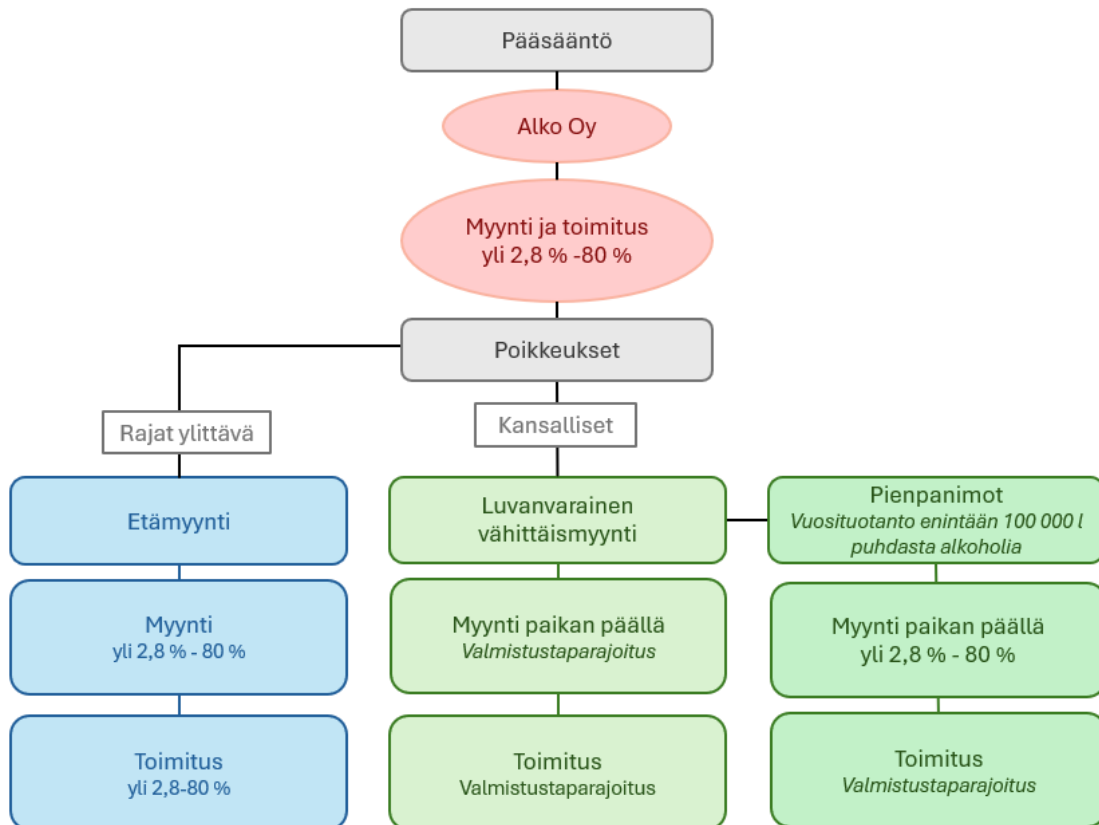 Pääsääntö
Alko Oy
Myynti ja toimitus
yli 2,8 % -80 %
Poikkeukset
Rajat ylittävä
Kansalliset
Etämyynti
Myynti
yli 2,8 % - 80 %
Toimitus
yli 2,8-80 %
Luvanvarainen
vähittäismyynti
Myynti paikan päällä
Valmistustaparajoitus
Toimitus
Valmistustaparajoitus
Pienpanimot
Vuosituotanto enintään 100 000 l
puhdasta alkoholia
Myynti paikan päällä
yli 2,8 % - 80 %
Toimitus
Valmistustaparajoitus